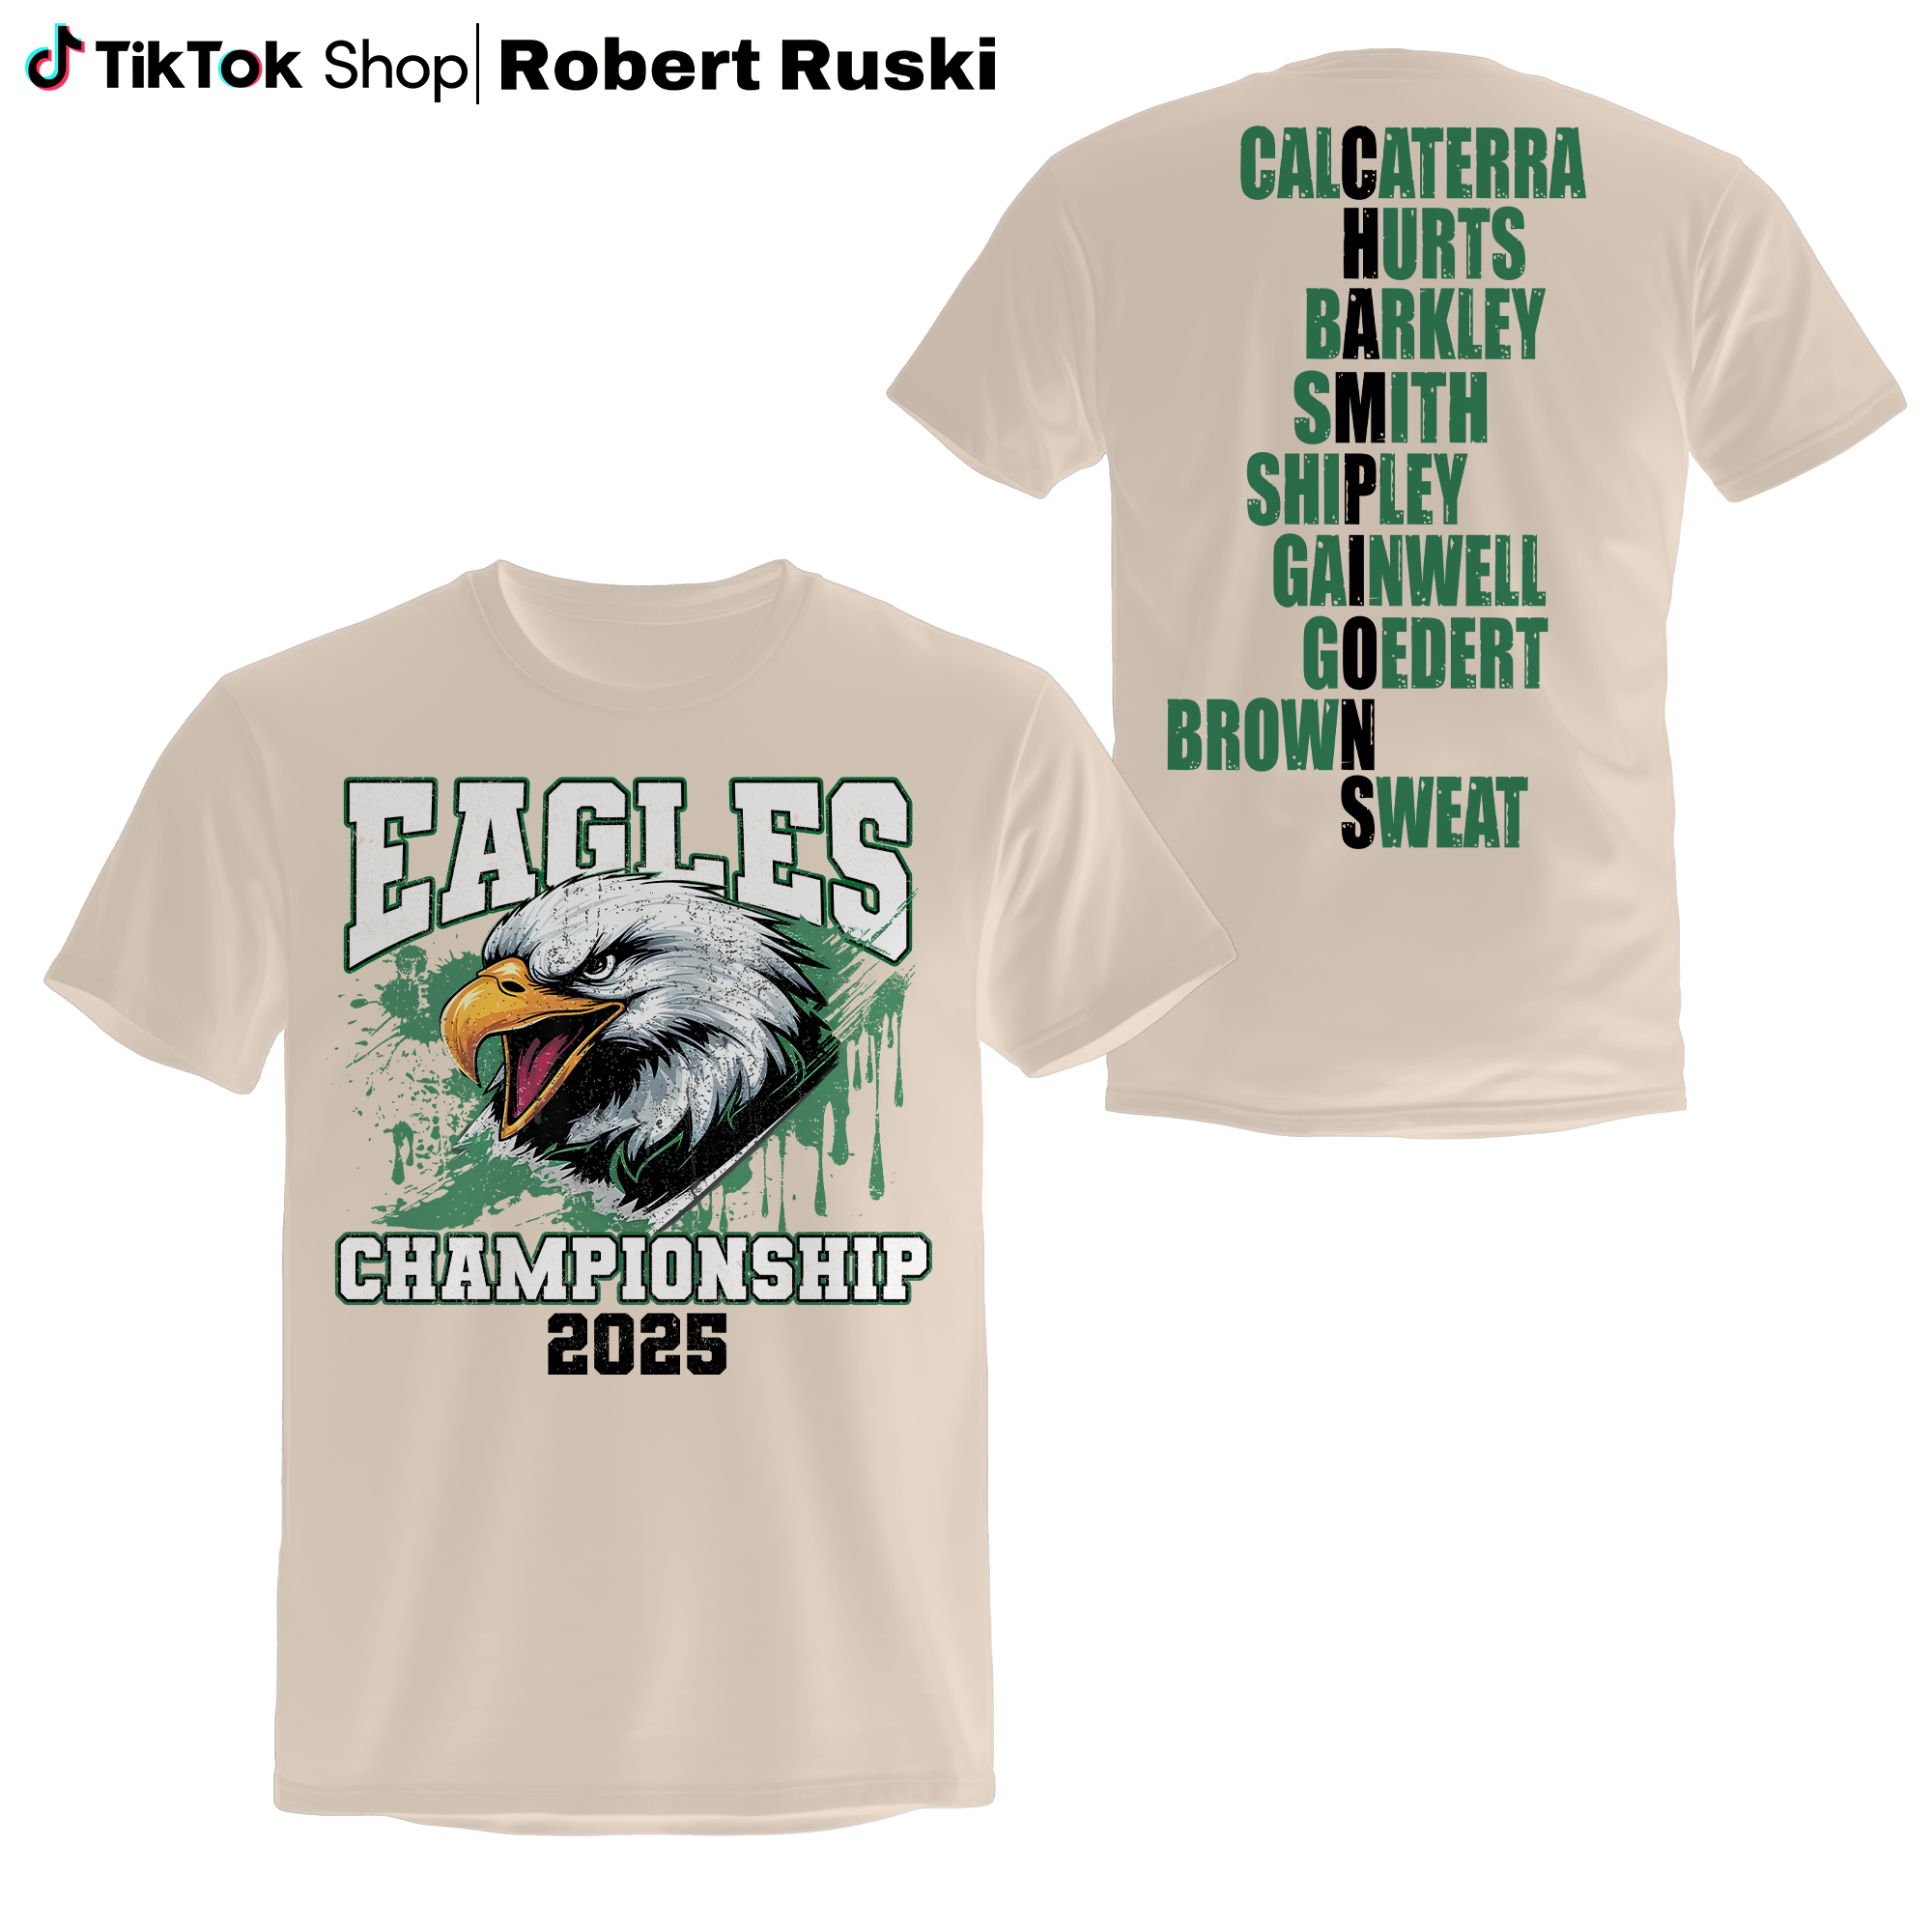 TikTok Shop | Robert Ruski
CALCATERRA
HURTS
BARKLEY
SMITH
SHIPLEY
GAINWELL
GOEDERT
BROWN
SWEAT
EAGLES
CHAMPIONSHIP
2025